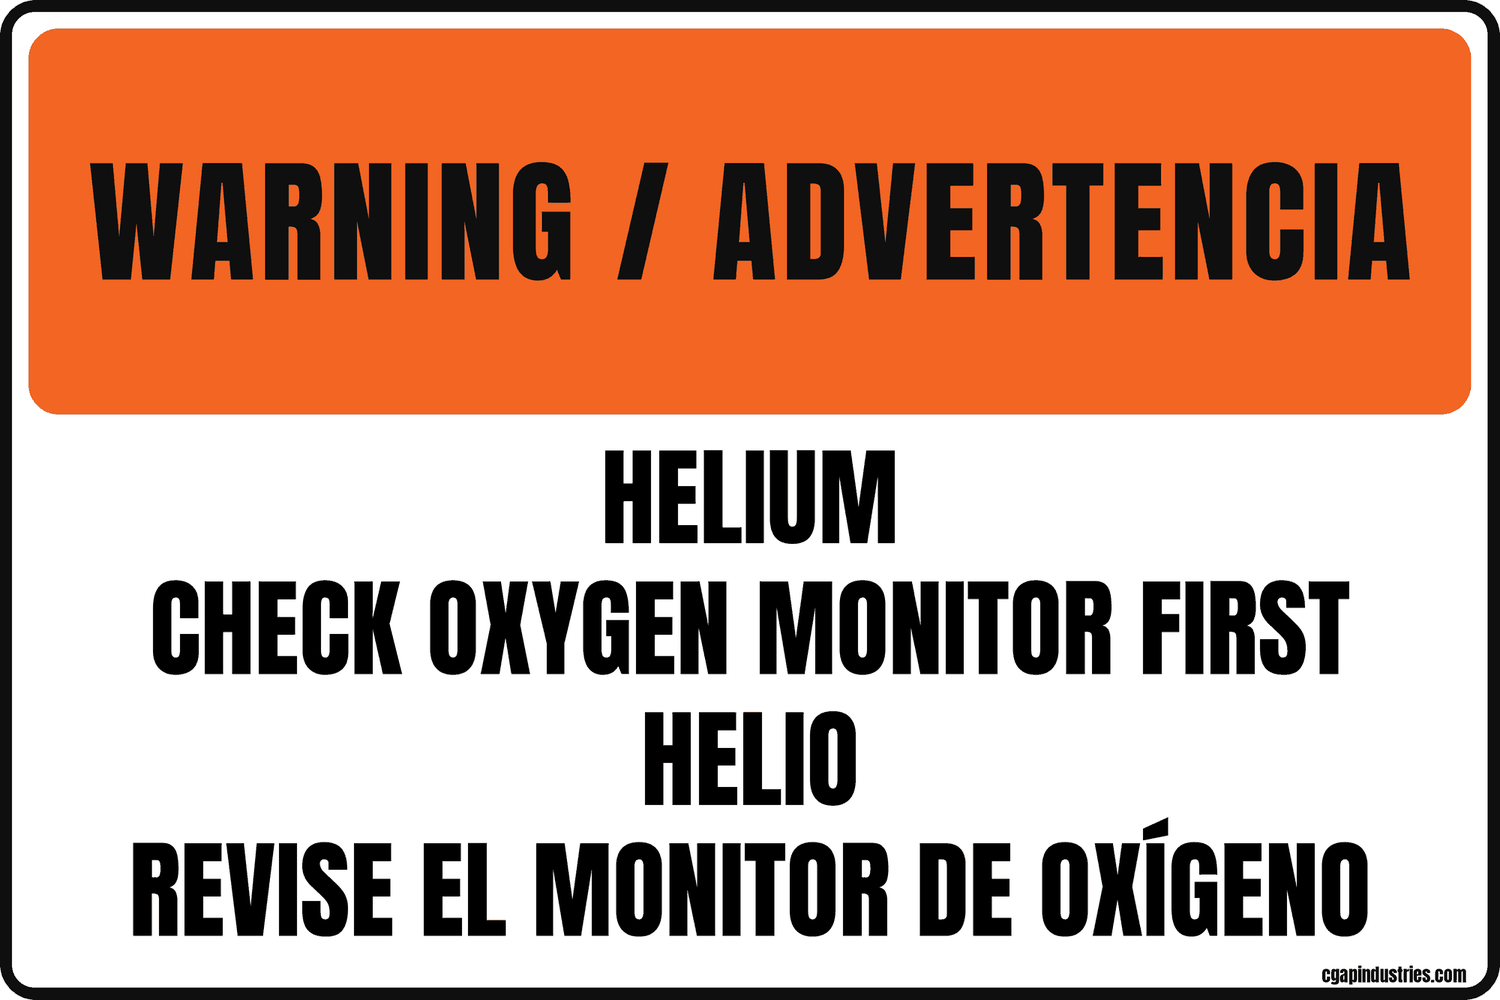 WARNING / ADVERTENCIA
HELIUM
CHECK OXYGEN MONITOR FIRST
HELIO
REVISE EL MONITOR DE OXÍGENO
cgapindustries.com